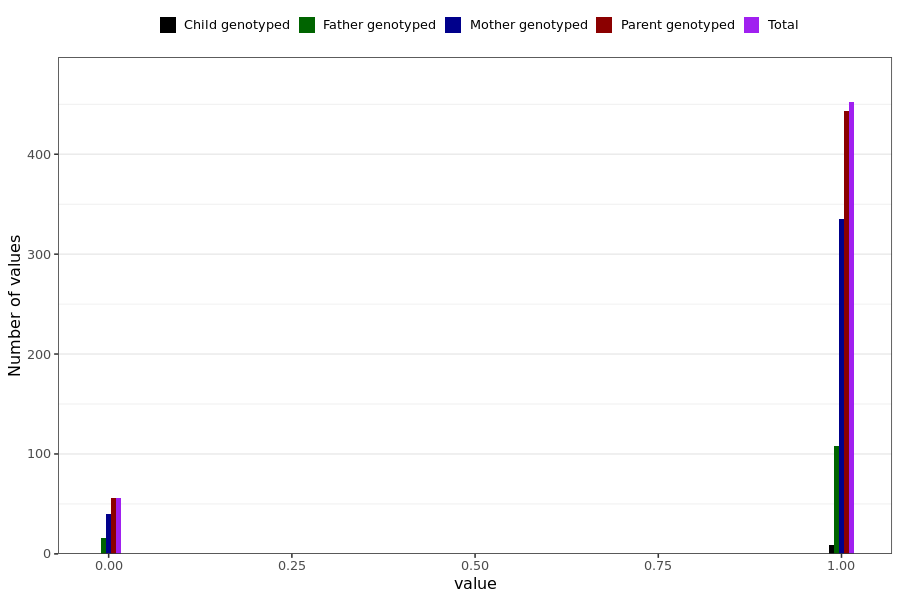 Child genotyped Father genotyped Mother genotyped Parent genotyped Total
400
300
200
100
0
Number of values
0.00 0.25 0.50 0.75 1.00
value